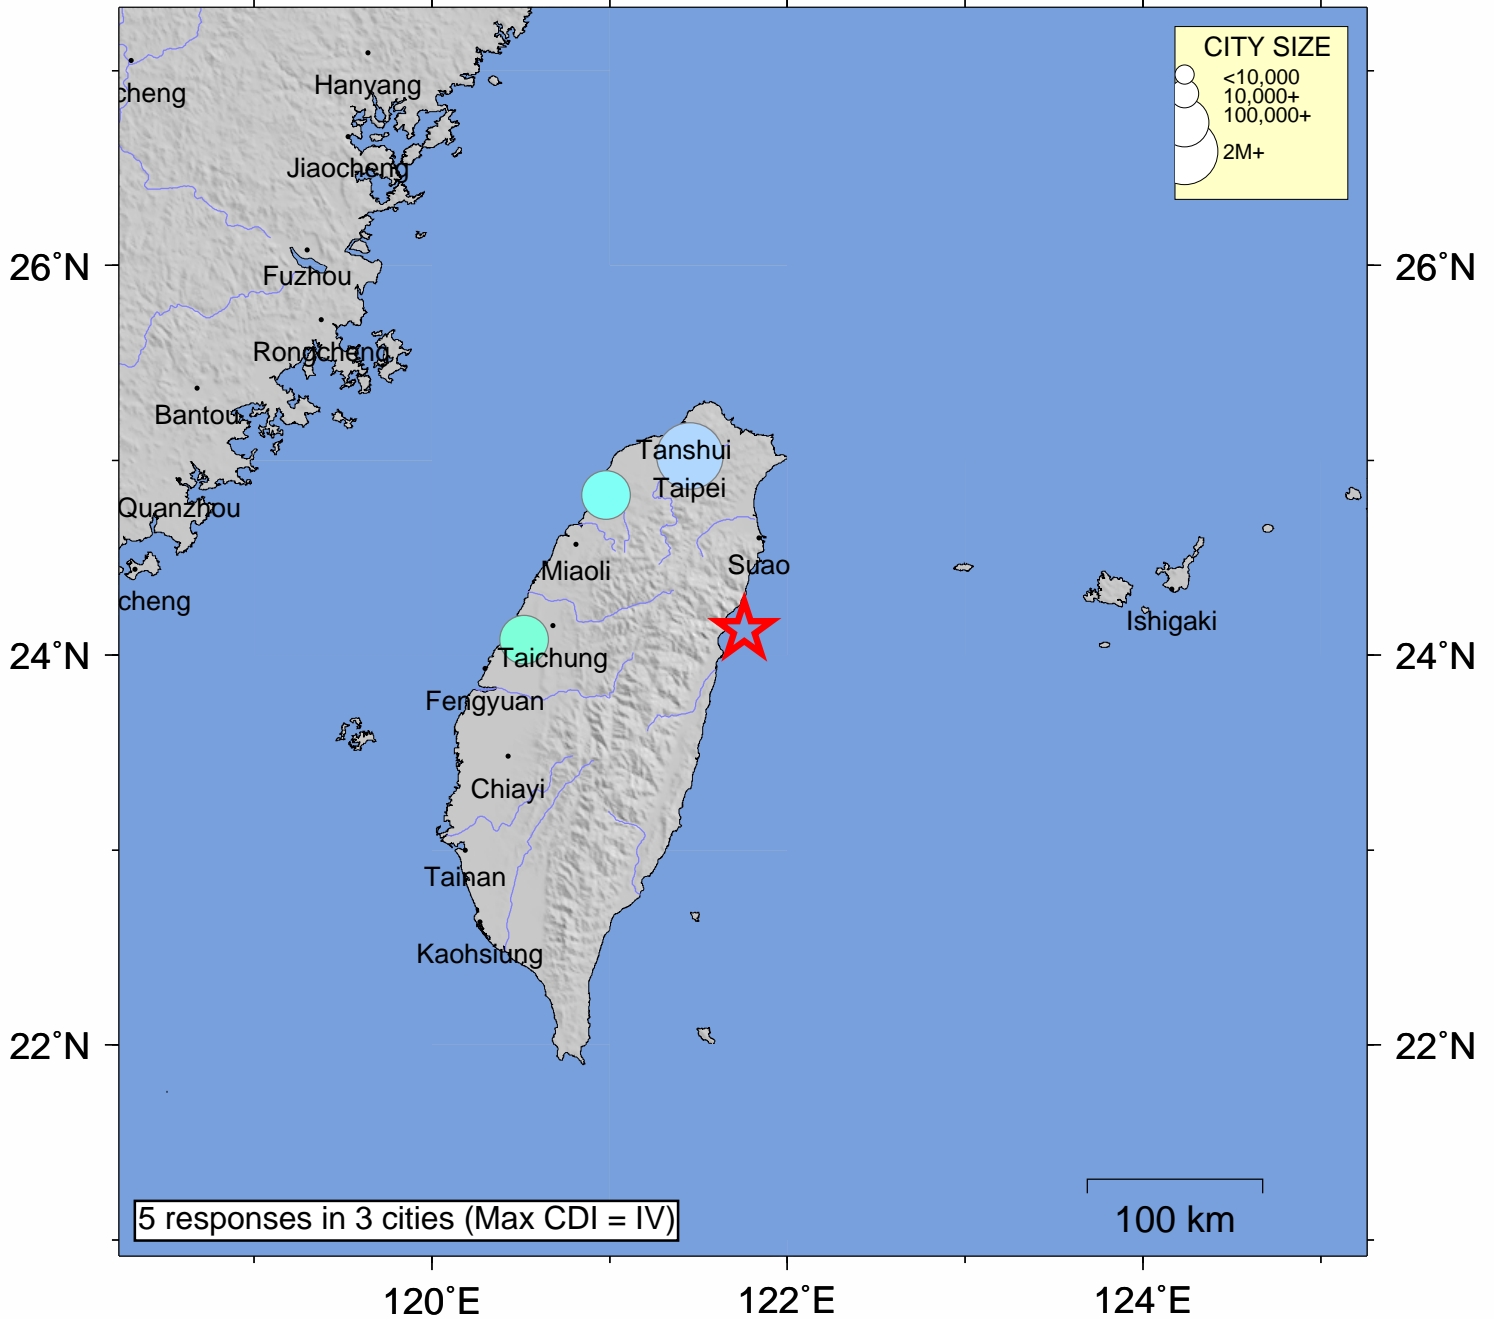 CITY SIZE
<10,000
10,000+
100,000+
2M+
Hanyang
cheng
Jiaocheng
26°N
26°N
Fuzhou
Rongcheng
Bantou
Tanshui
Taipei
Quanzhou
Suao
Miaoli
cheng
Ishigaki
24°N
24°N
Taichung
Fengyuan
Chiayi
Tainan
Kaohsiung
22°N
22°N
5 responses in 3 cities (Max CDI = IV)
100 km
120°E
122°E
124°E